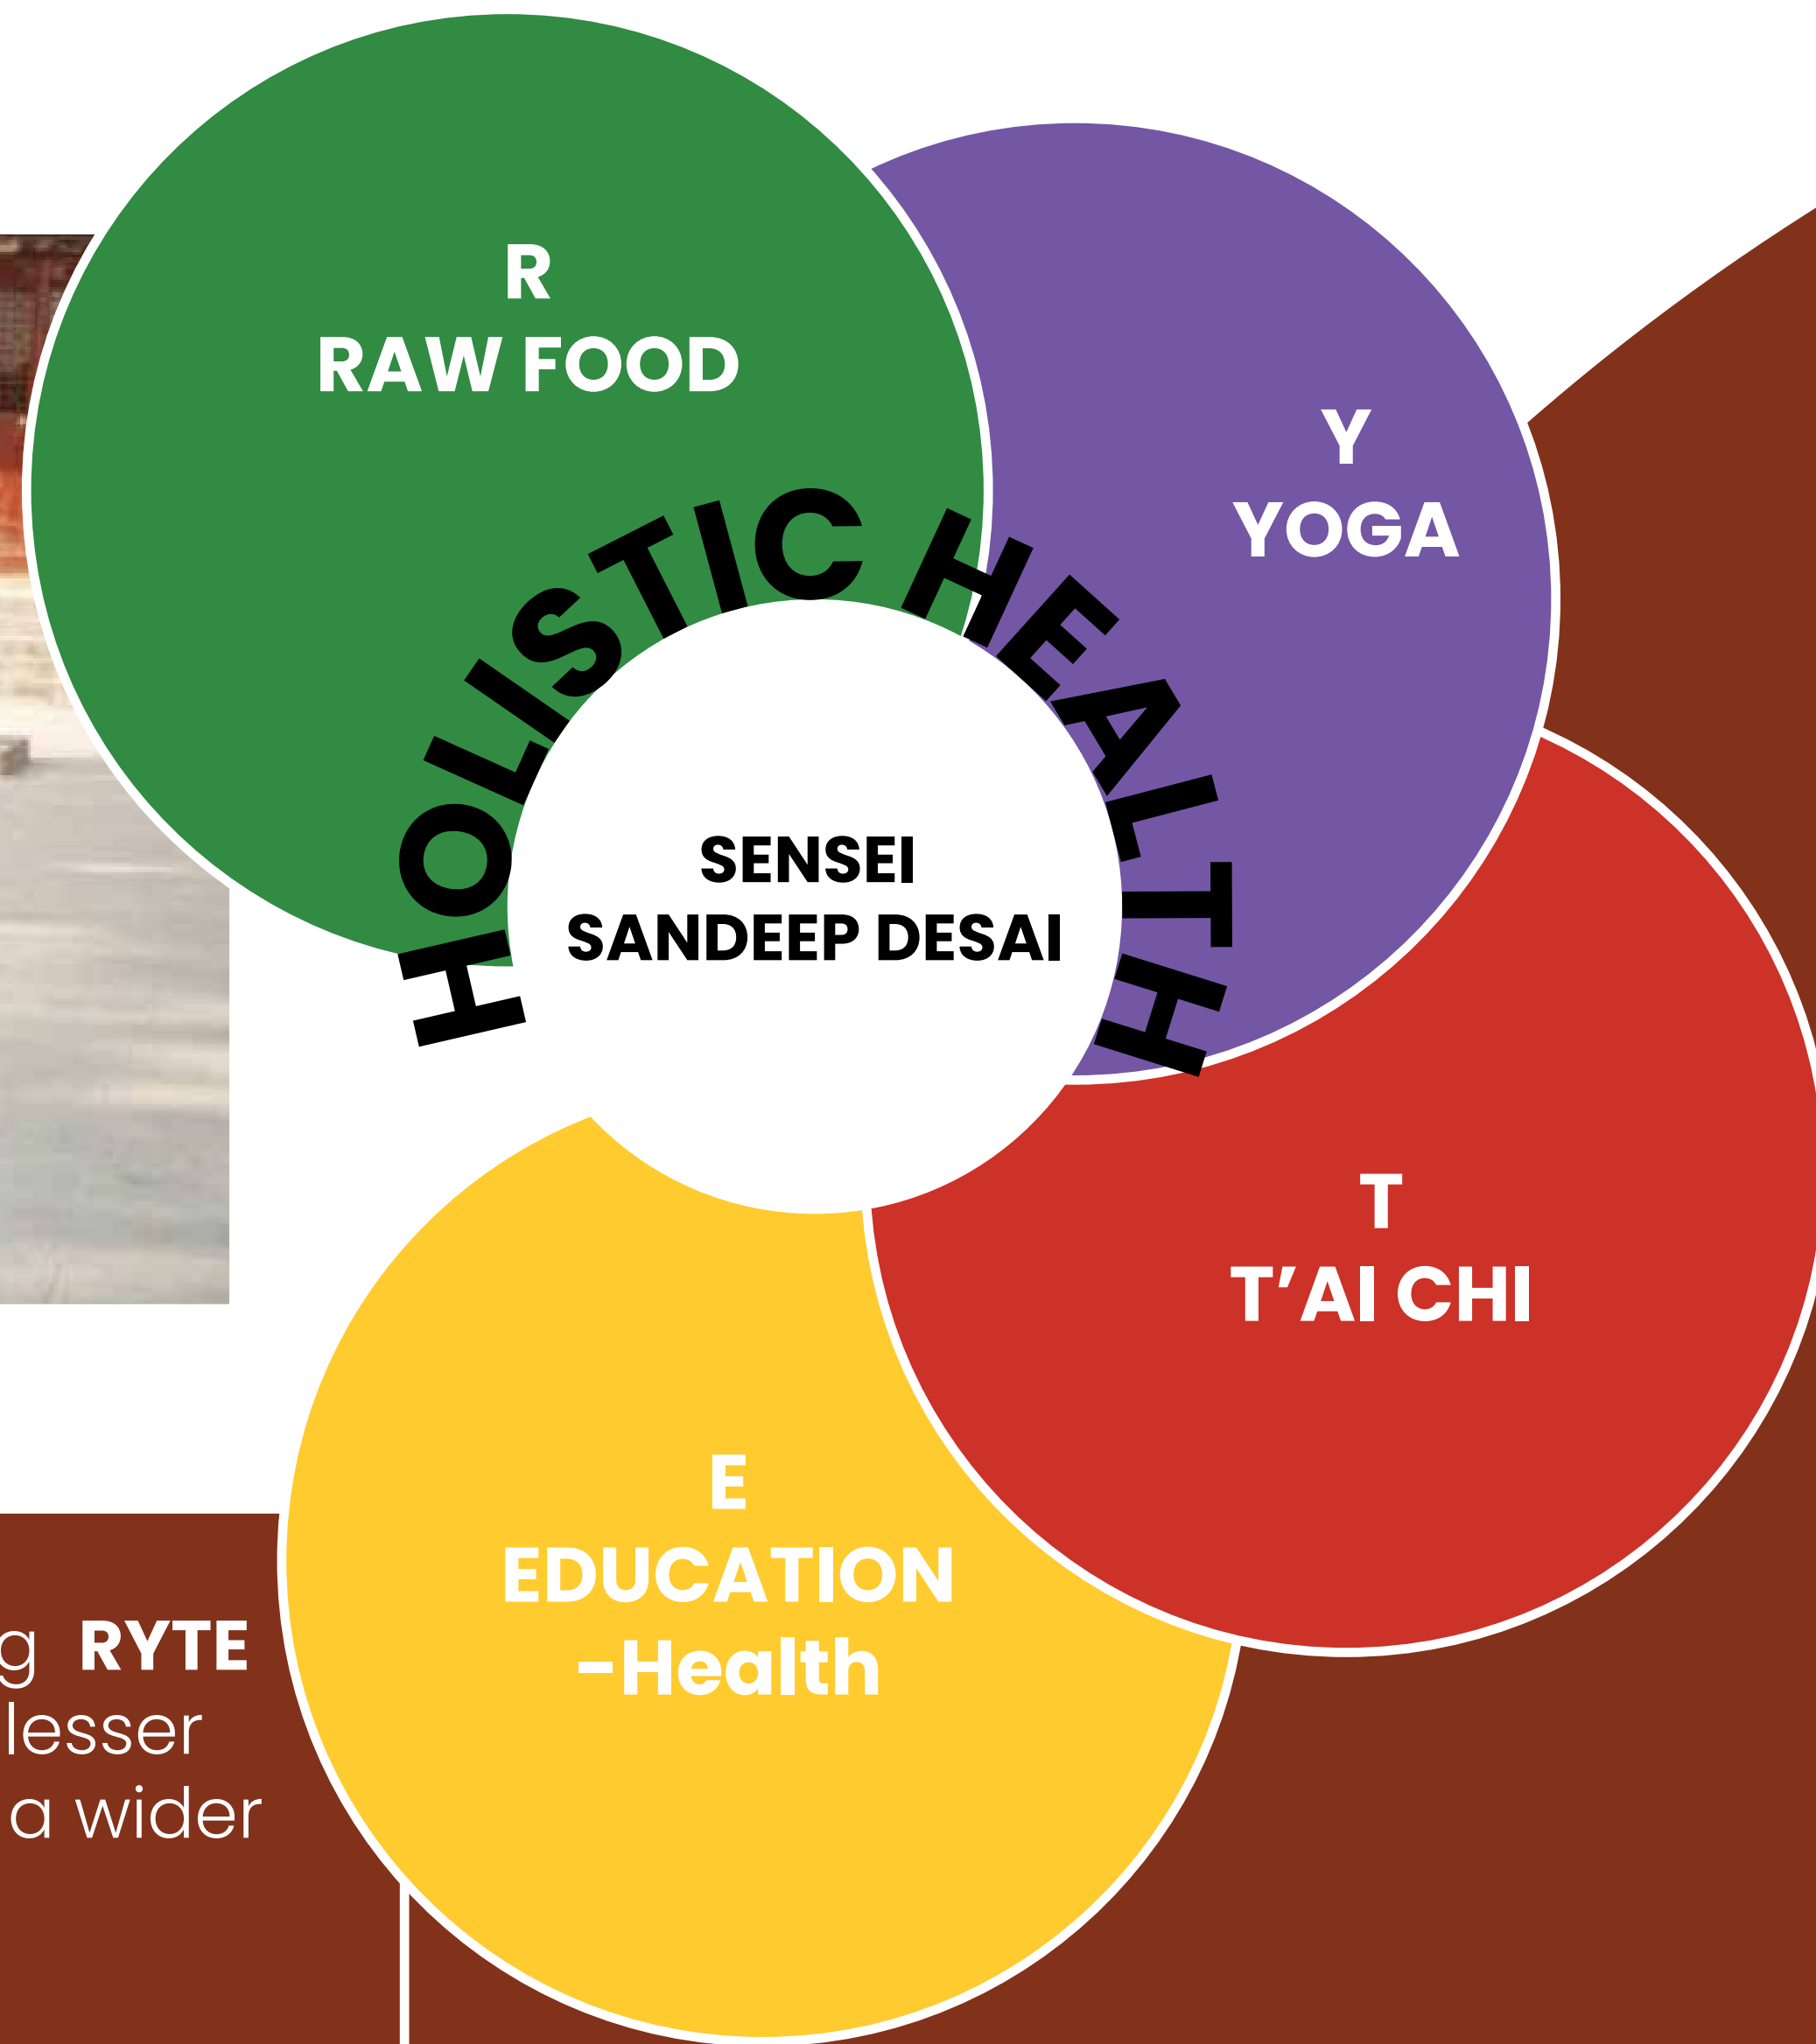 R
RAW FOOD
Y
YOGA
HOLISTIC HEALTH
SENSEI
SANDEEP DESAI
T
T’AI CHI
E
EDUCATION
-Health
g RYTE
lesser
a wider